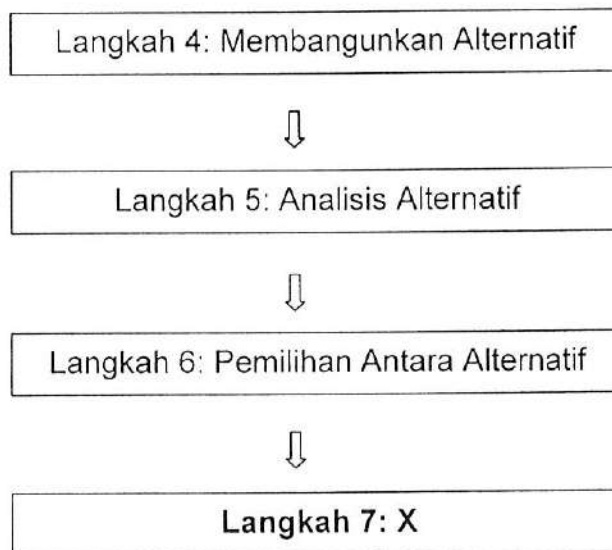 Langkah 4: Membangunkan Alternatif
Langkah 5: Analisis Alternatif
Langkah 6: Pemilihan Antara Alternatif
Langkah 7: X